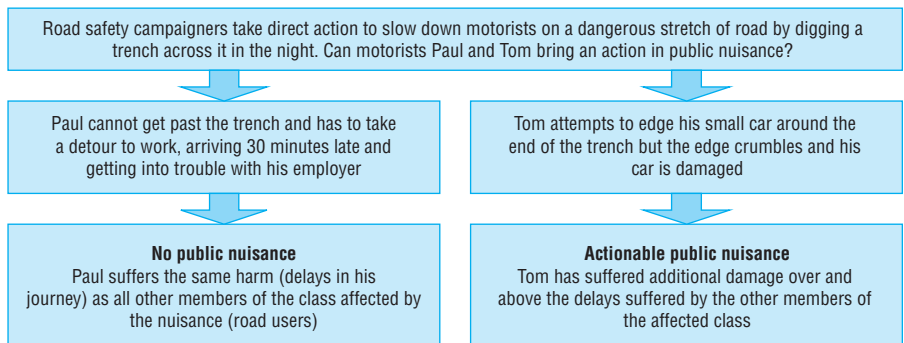 Road safety campaigners take direct action to slow down motorists on a dangerous stretch of road by digging a
trench across it in the night. Can motorists Paul and Tom bring an action in public nuisance?
Paul cannot get past the trench and has to take
a detour to work, arriving 30 minutes late and
getting into trouble with his employer
Tom attempts to edge his small car around the
end of the trench but the edge crumbles and his
car is damaged
No public nuisance
Paul suffers the same harm (delays in his
journey) as all other members of the class affected by
the nuisance (road users)
Actionable public nuisance
Tom has suffered additional damage over and
above the delays suffered by the other members of
the affected class